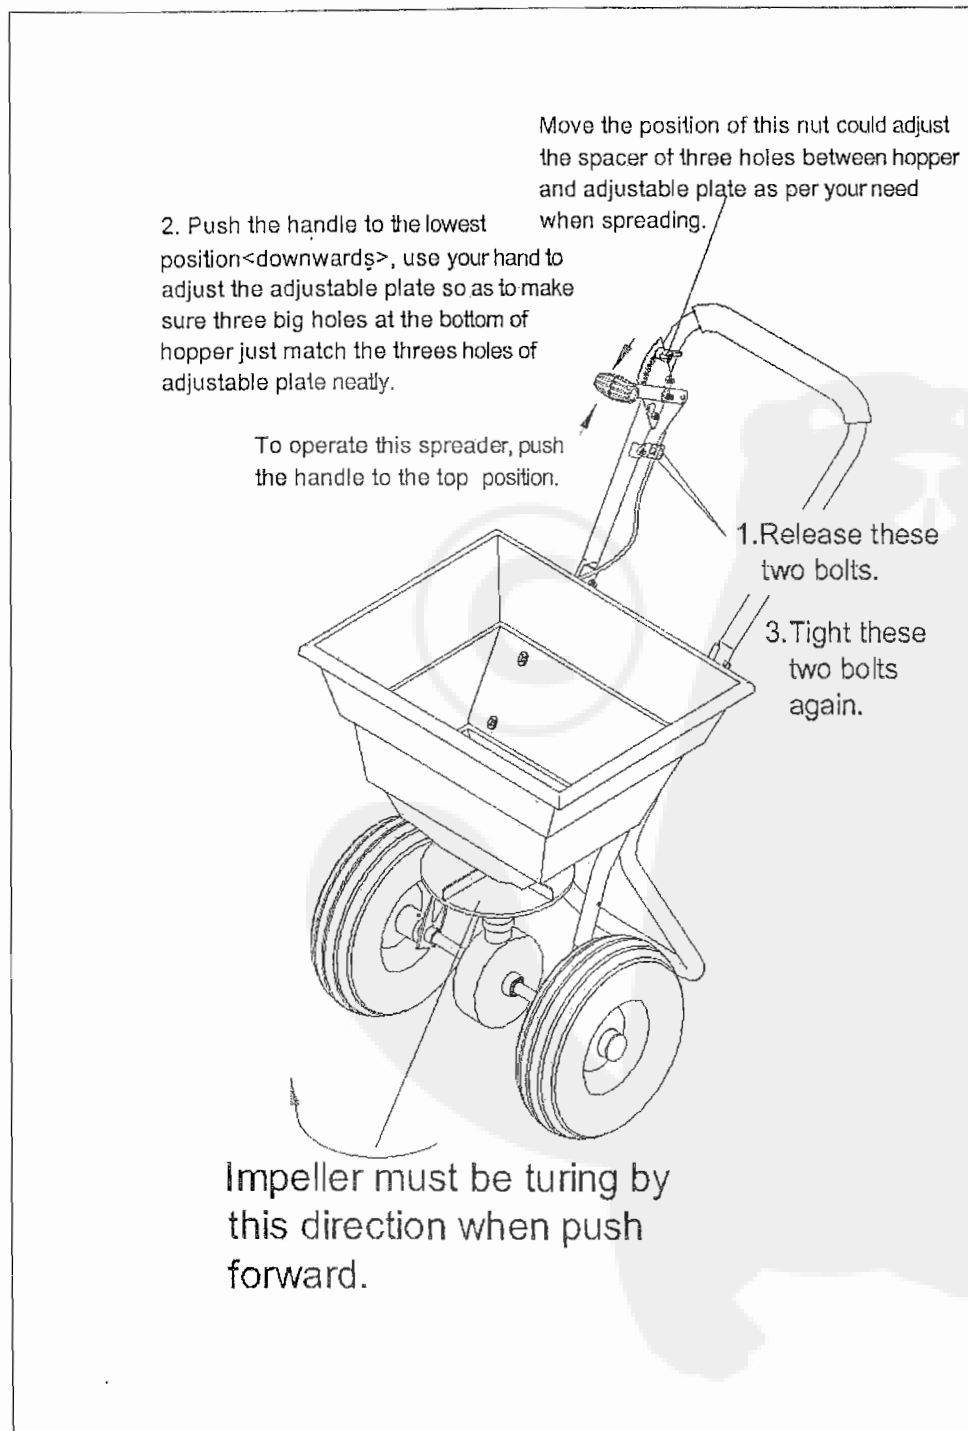 Move the position of this nut could adjust
the spacer of three holes between hopper
and adjustable plate as per your need
when spreading.
2. Push the handle to the lowest
position<downwards>, use your hand to
adjust the adjustable plate so as to make
sure three big holes at the bottom of
hopper just match the threes holes of
adjustable plate neatly.
To operate this spreader, push
the handle to the top position.
1.Release these
two bolts.
3.Tight these
two bolts
again.
Impeller must be turing by
this direction when push
forward.